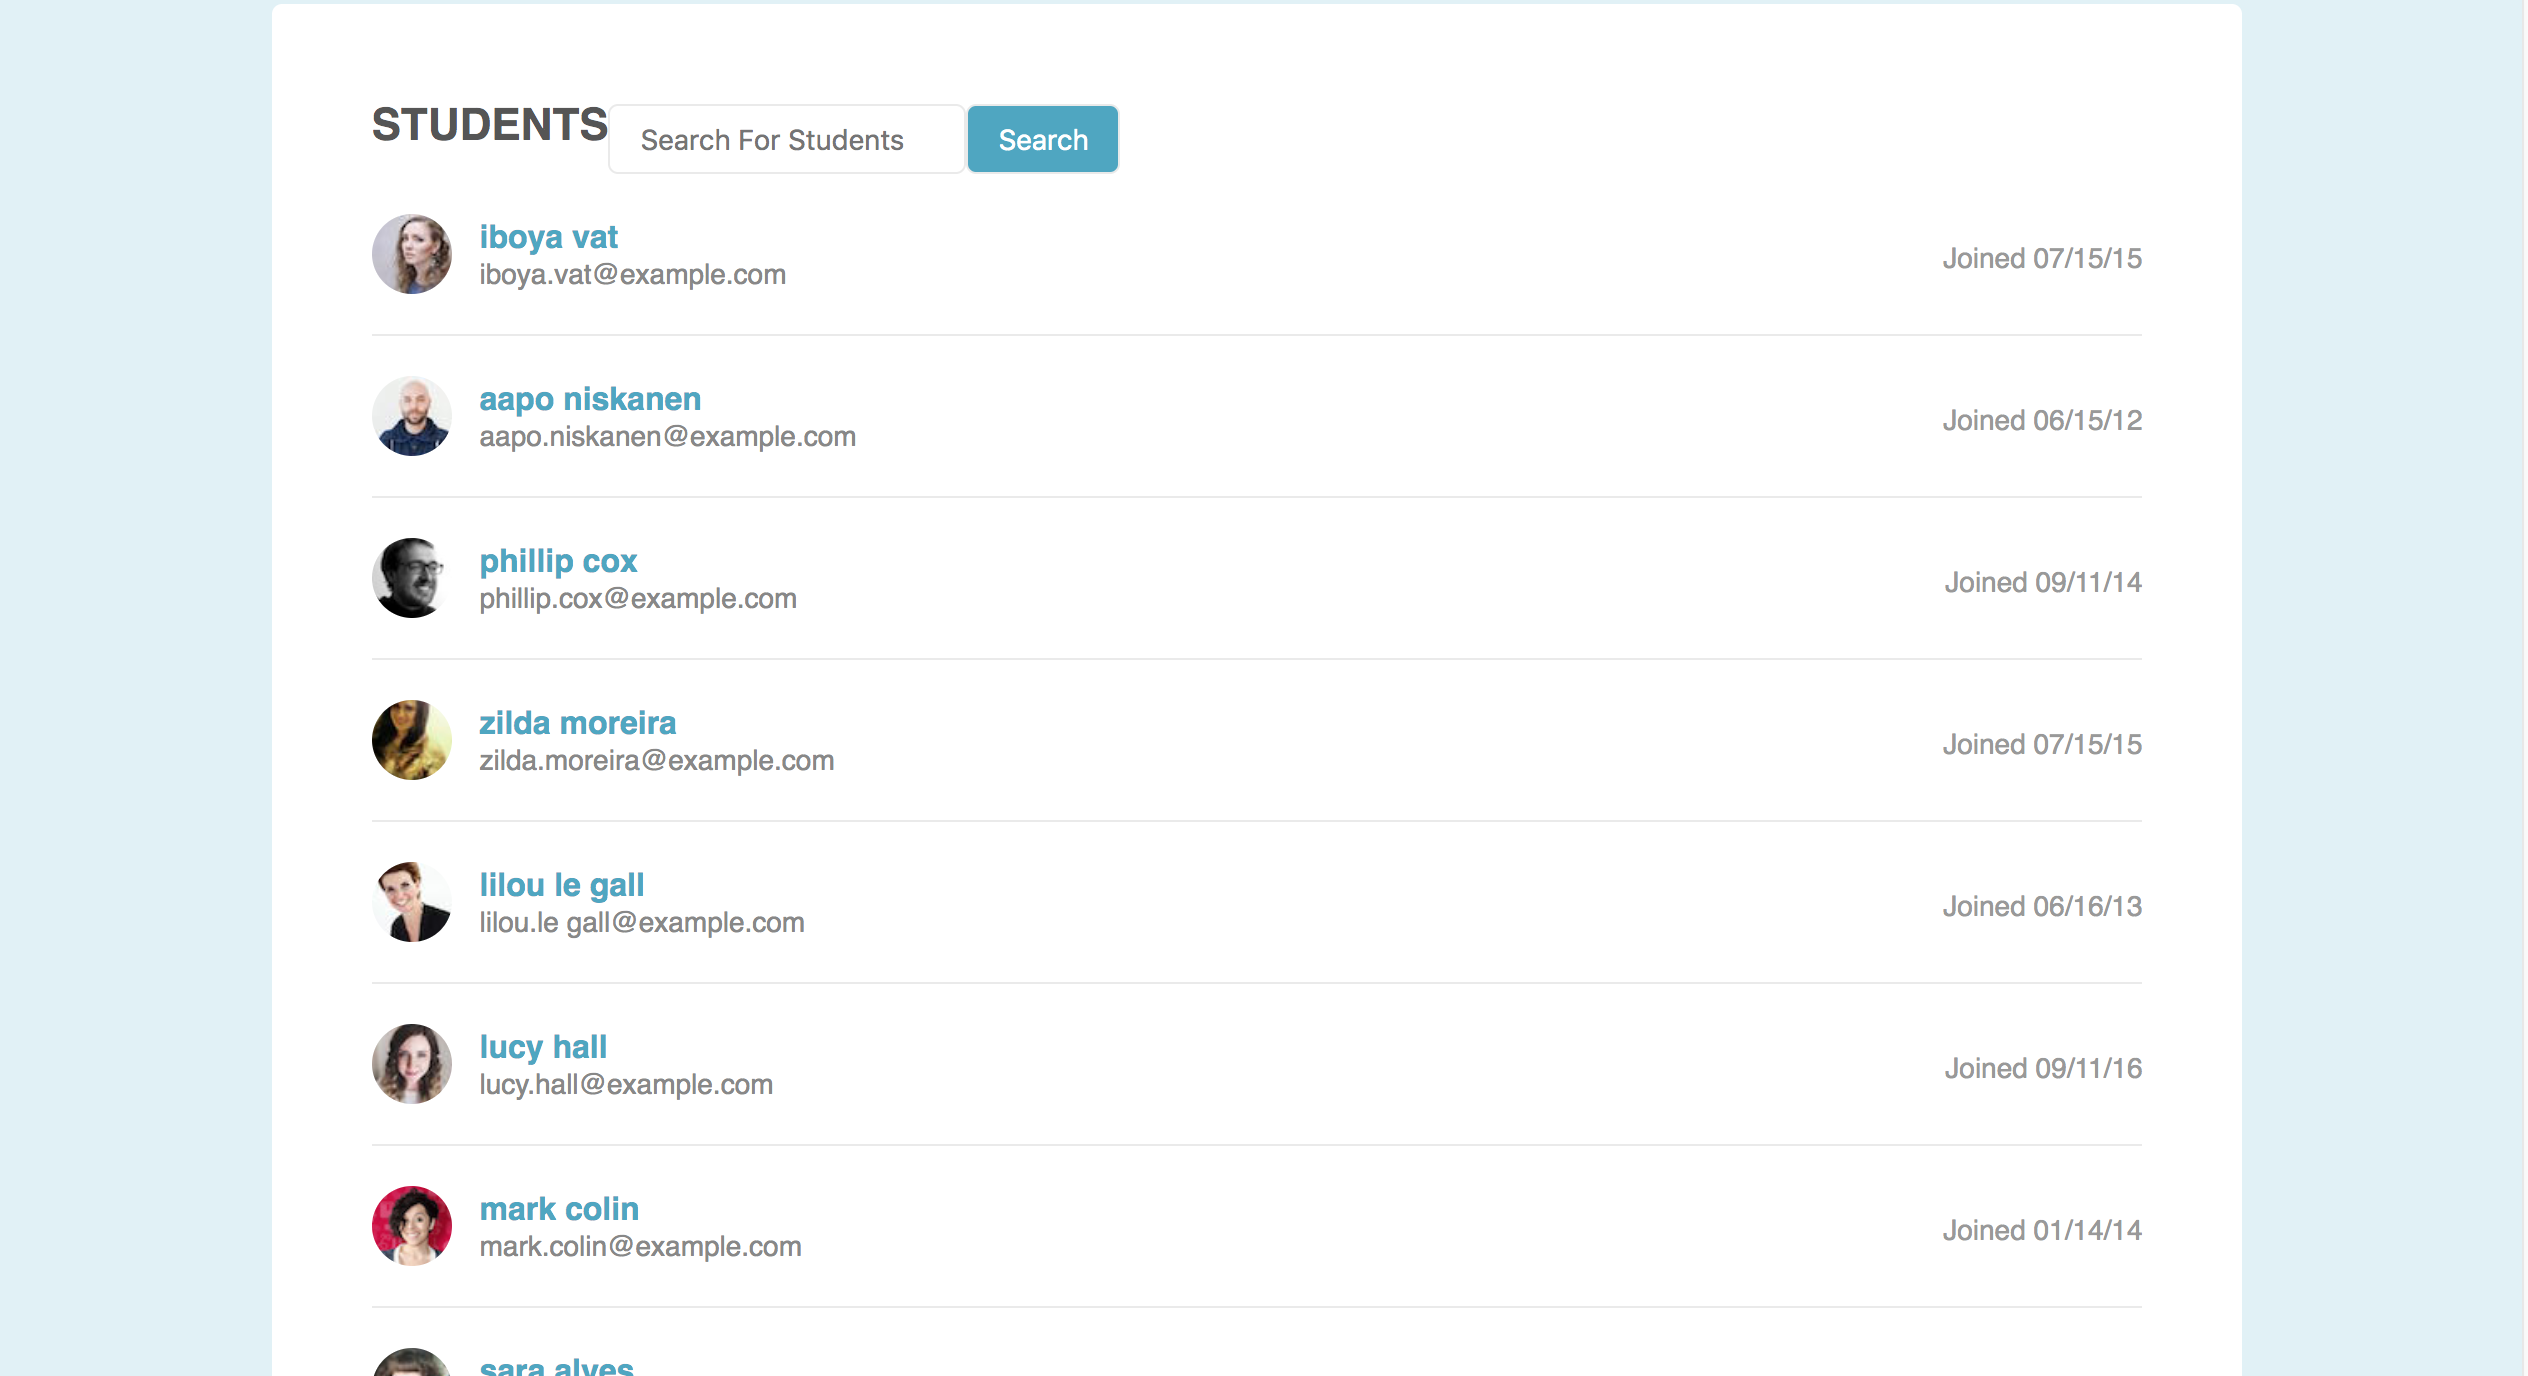 STUDENTS
Search For Students
Search
iboya vat
iboya.vat@example.com
Joined 07/15/15
aapo niskanen
aapo.niskanen@example.com
Joined 06/15/12
phillip cox
phillip.cox@example.com
Joined 09/11/14
zilda moreira
zilda.moreira@example.com
Joined 07/15/15
lilou le gall
lilou.le gall@example.com
Joined 06/16/13
lucy hall
lucy.hall@example.com
Joined 09/11/16
mark colin
mark.colin@example.com
Joined 01/14/14
sara alves